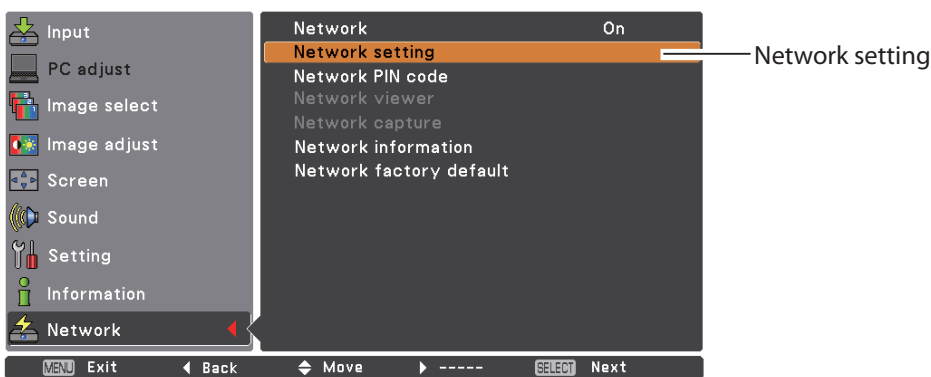 Input
PC adjust
Image select
Image adjust
Screen
Sound
Setting
Information
Network
Network On
Network setting
Network PIN code
Network viewer
Network capture
Network information
Network factory default
Network setting
MENU Exit Back Move ----- SELECT Next